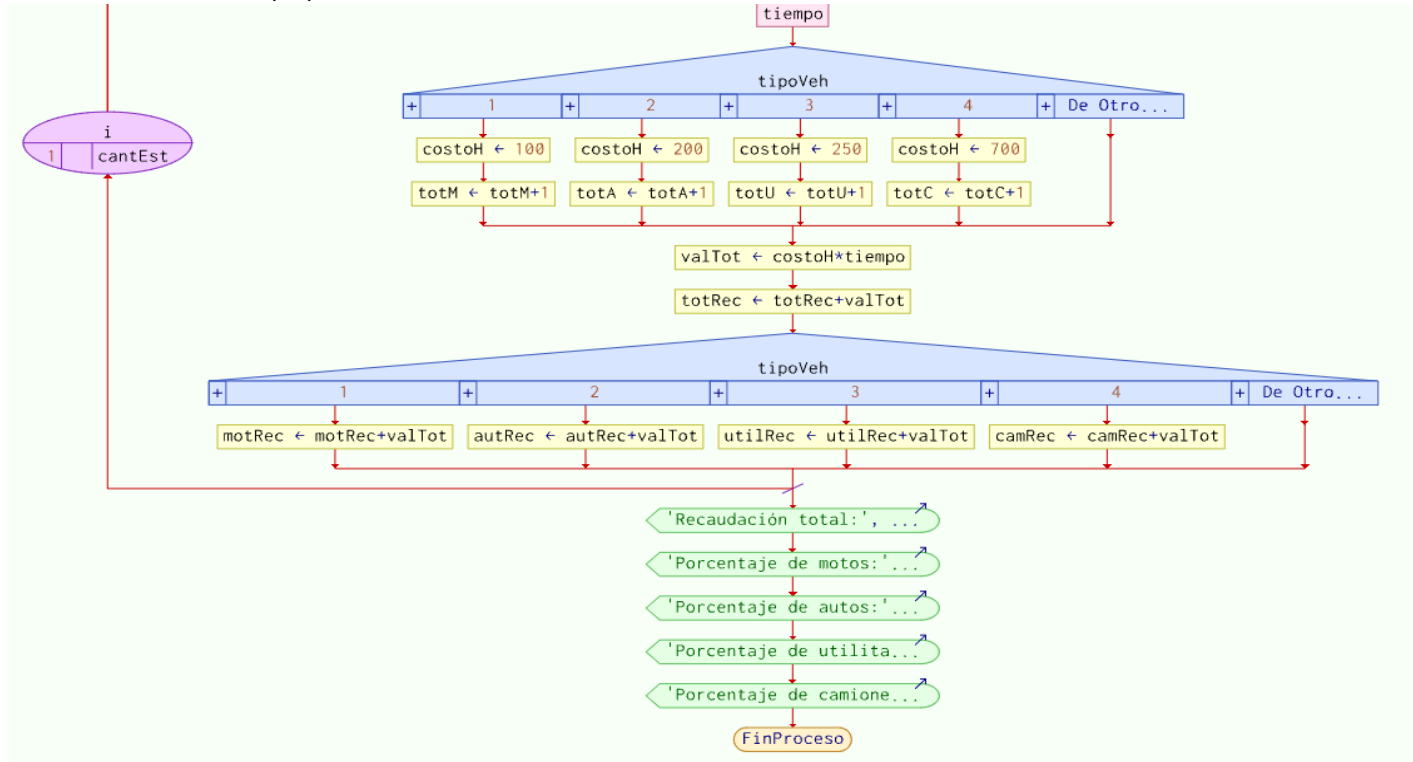 tiempo
tipoVeh
+ 1 + 2 + 3 + 4 + De Otro...
i
1 cantEst
costoH ← 100 costoH ← 200 costoH ← 250 costoH ← 700
totM ← totM+1 totA ← totA+1 totU ← totU+1 totC ← totC+1
valTot ← costoH*tiempo
totRec ← totRec+valTot
tipoVeh
+ 1 + 2 + 3 + 4 + De Otro...
motRec ← motRec+valTot autRec ← autRec+valTot utilRec ← utilRec+valTot camRec ← camRec+valTot
'Recaudación total:', ...
'Porcentaje de motos:'...
'Porcentaje de autos:'...
'Porcentaje de utilita...
'Porcentaje de camione...
FinProceso